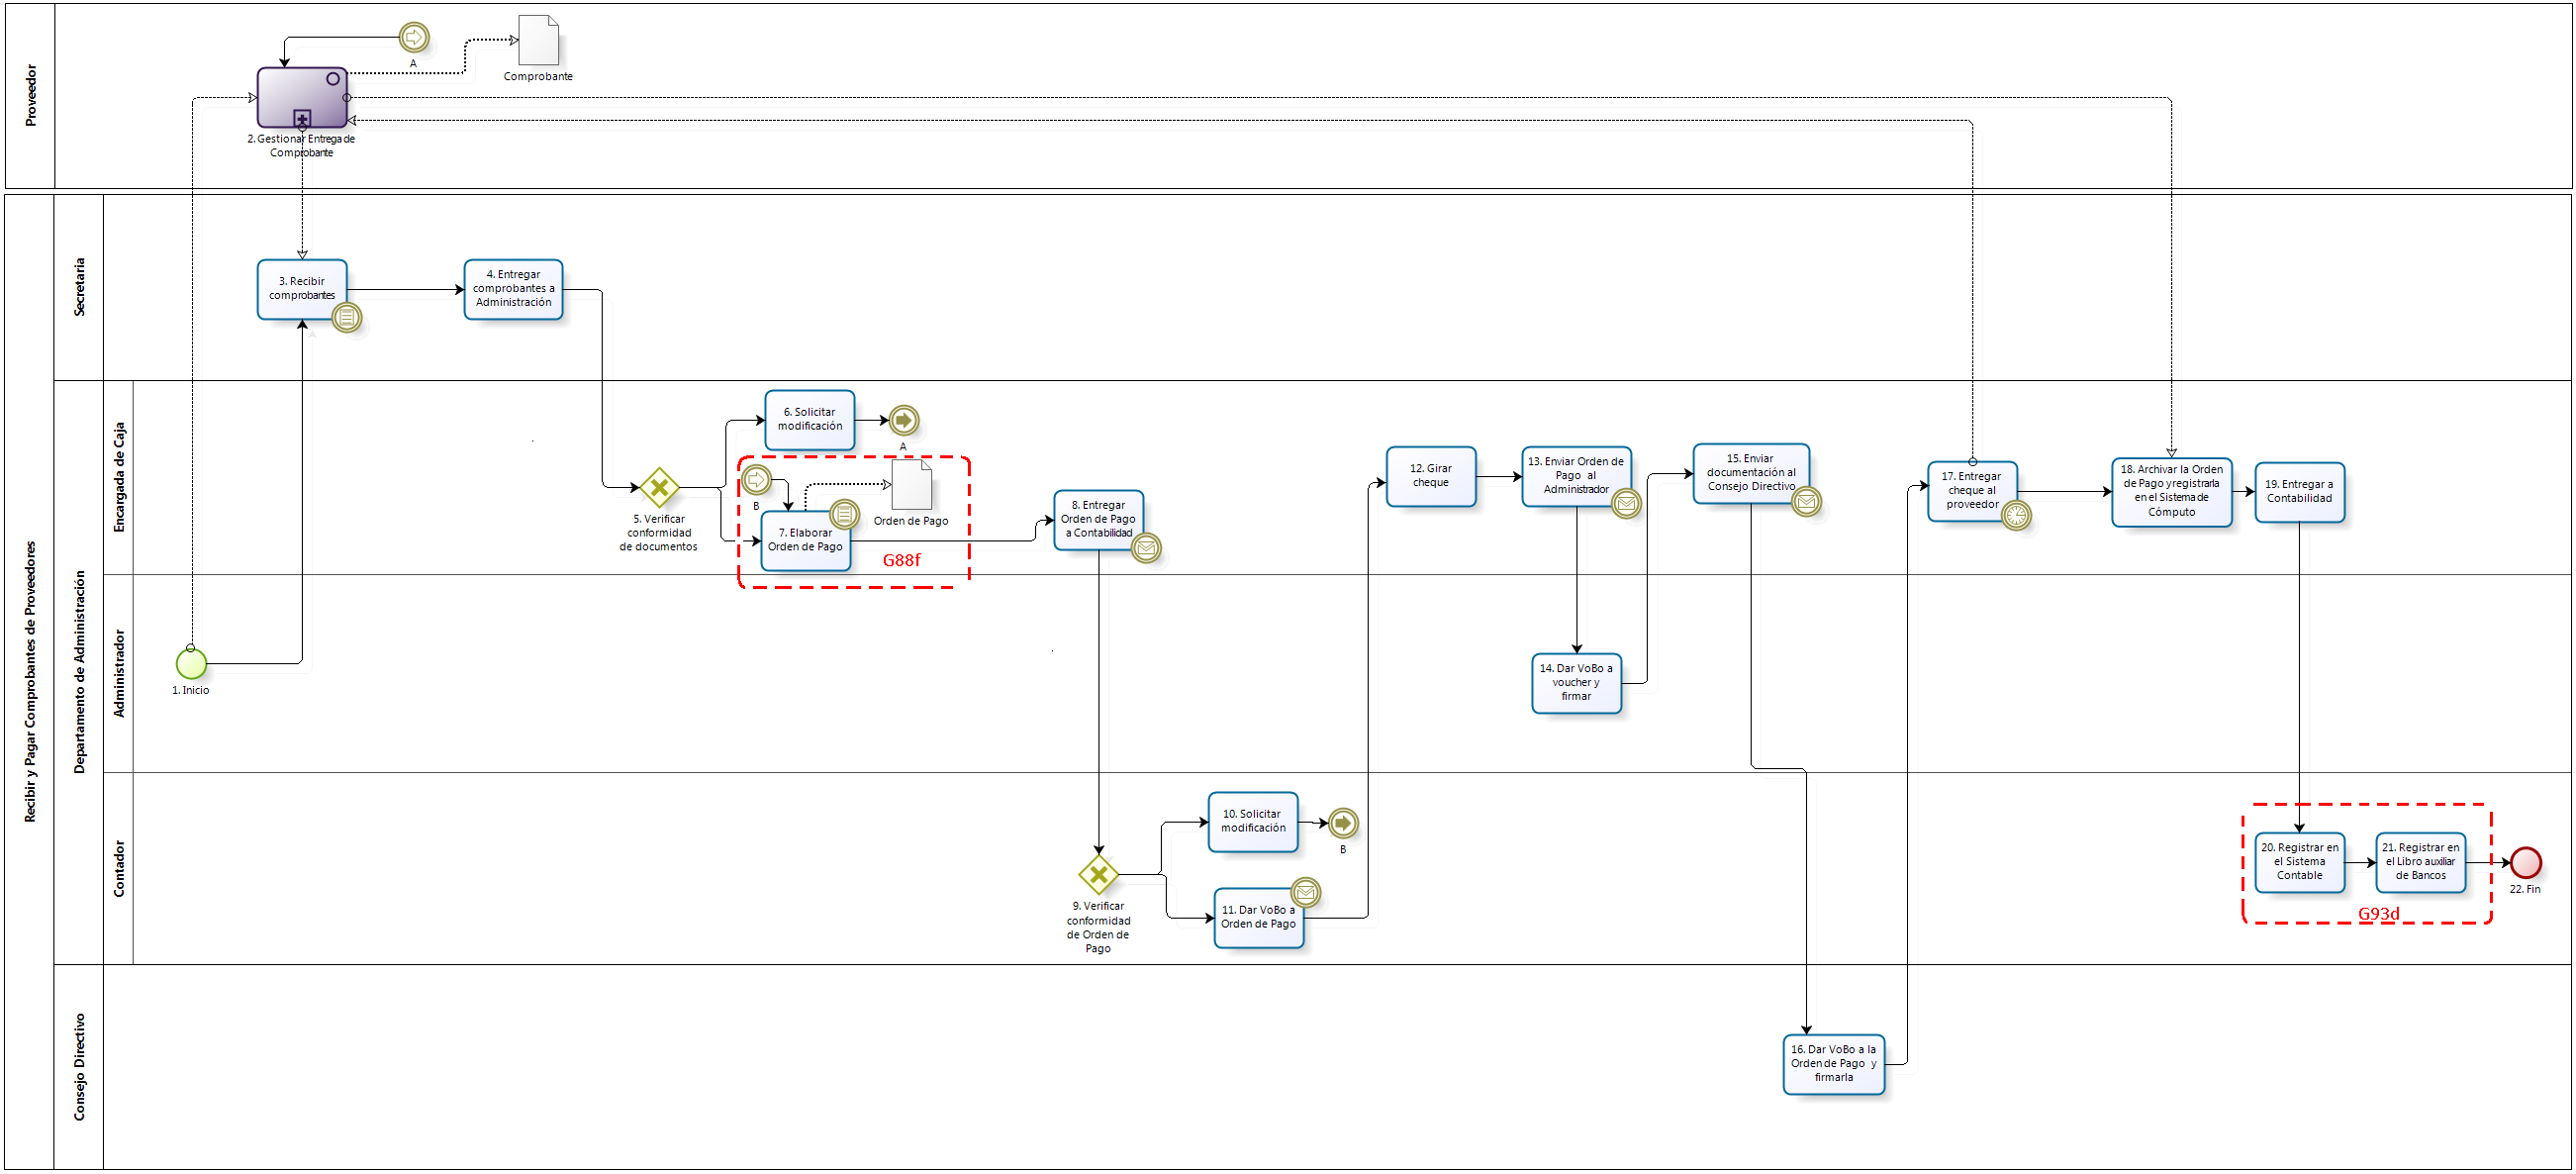 Proveedor
A
Comprobante
2. Gestionar Entrega de
Comprobante
Recibir y Pagar Comprobantes de Proveedores
Secretaria
3. Recibir
comprobantes
4. Entregar
comprobantes a
Administración
Departamento de Administración
Encargada de Caja
5. Verificar
conformidad
de documentos
6. Solicitar
modificación
A
B
7. Elaborar
Orden de Pago
Orden de Pago
G88f
8. Entregar
Orden de Pago
a Contabilidad
12. Girar
cheque
13. Enviar Orden de
Pago al
Administrador
15. Enviar
documentación al
Consejo Directivo
17. Entregar
cheque al
proveedor
18. Archivar la Orden
de Pago y registrarla
en el Sistema de
Cómputo
19. Entregar a
Contabilidad
Administrador
1. Inicio
14. Dar VoBo a
voucher y
firmar
Contador
9. Verificar
conformidad
de Orden de
Pago
10. Solicitar
modificación
B
11. Dar VoBo a
Orden de Pago
20. Registrar en
el Sistema
Contable
21. Registrar en
el Libro auxiliar
de Bancos
G93d
22. Fin
Consejo Directivo
16. Dar VoBo a la
Orden de Pago y
firmarla